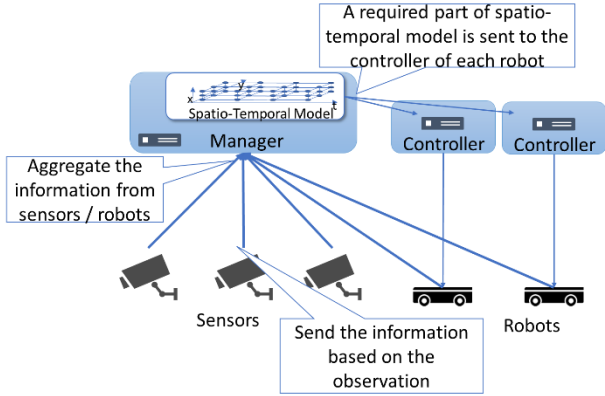 A required part of spatio-
temporal model is sent to the
controller of each robot
y
x
t
Spatio-Temporal Model
Manager
Controller
Controller
Aggregate the
information from
sensors / robots
Sensors
Robots
Send the information
based on the
observation